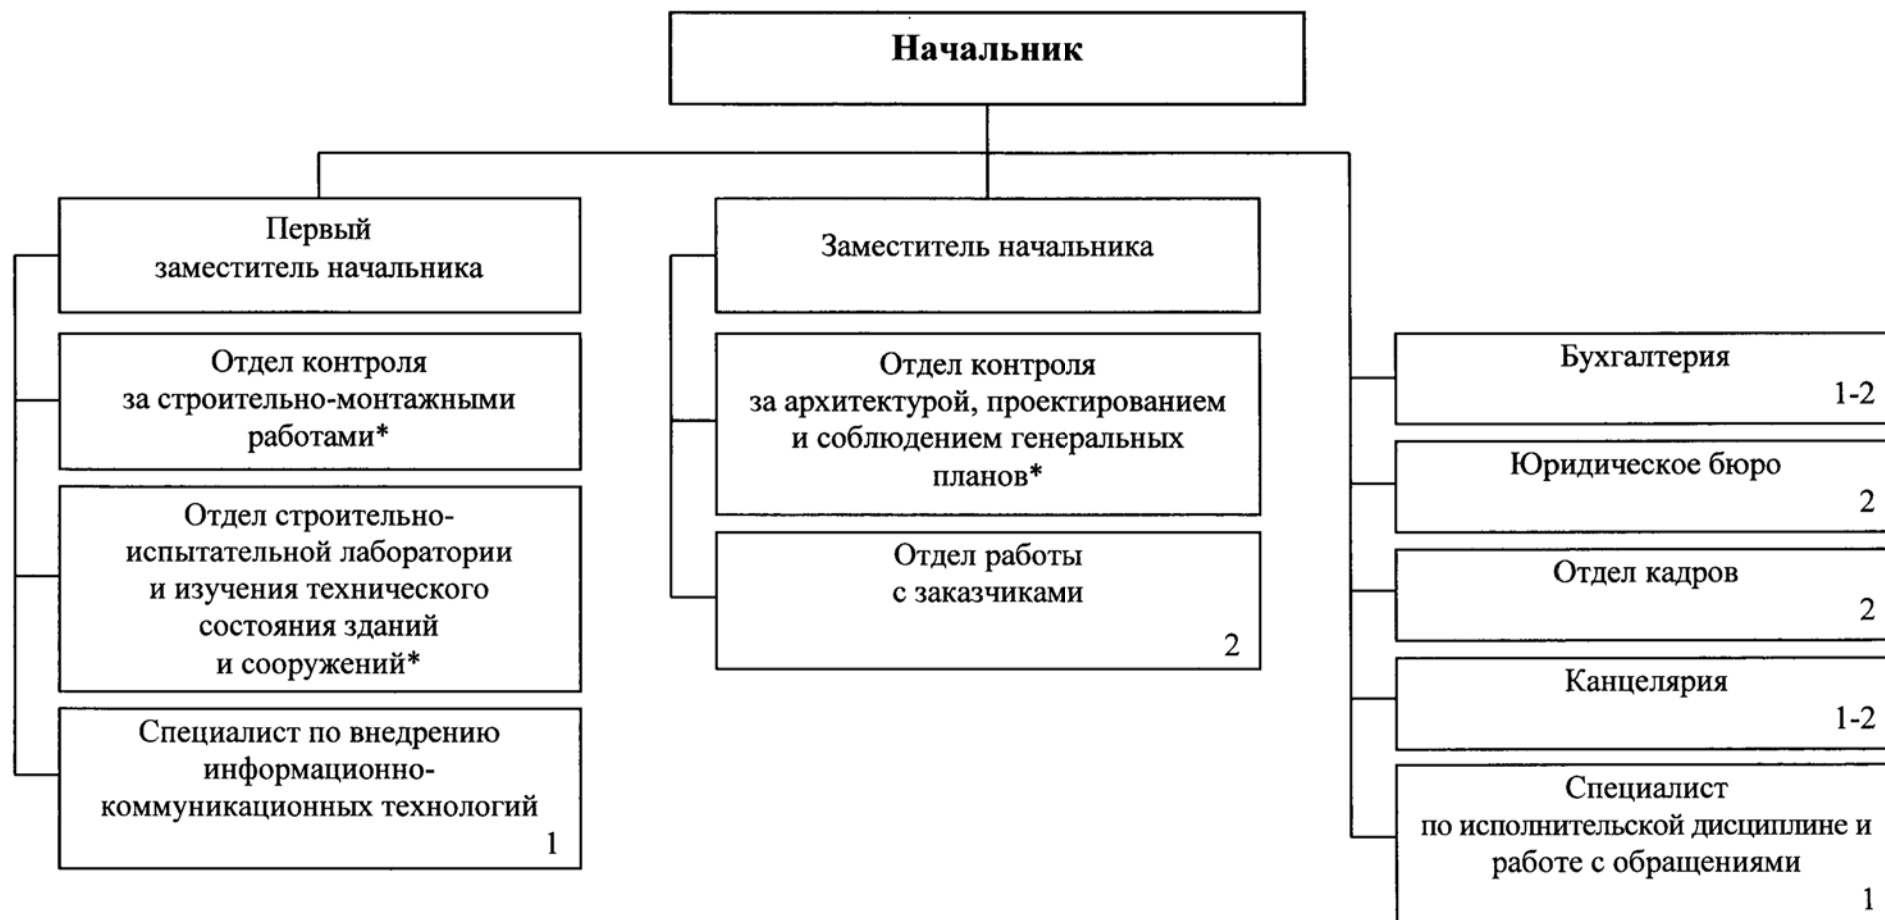 Начальник
Первый
заместитель начальника
Отдел контроля
за строительно-монтажными
работами*
Отдел строительно-
испытательной лаборатории
и изучения технического
состояния зданий
и сооружений*
Специалист по внедрению
информационно-
коммуникационных технологий
1
Заместитель начальника
Отдел контроля
за архитектурой, проектированием
и соблюдением генеральных
планов*
Отдел работы
с заказчиками
2
Бухгалтерия
1-2
Юридическое бюро
2
Отдел кадров
2
Канцелярия
1-2
Специалист
по исполнительской дисциплине и
работе с обращениями
1